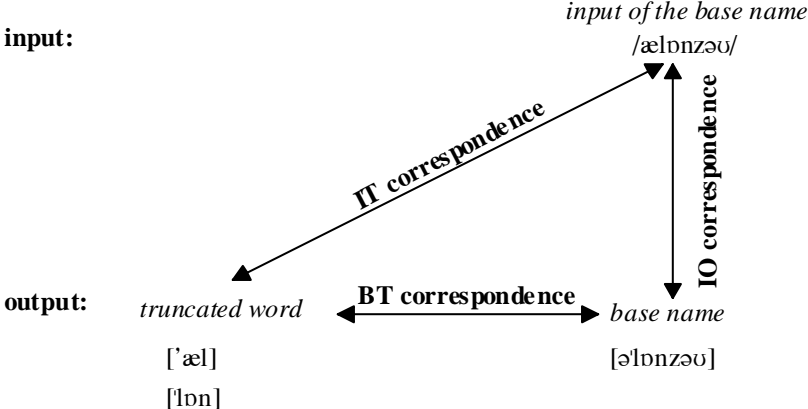 input of the base name
input:
/ælɒnzəʊ/
IT correspondence
IO correspondence
output:
truncated word
BT correspondence
base name
['æl]
[əˈlɒnzəʊ]
[ˈlɒn]